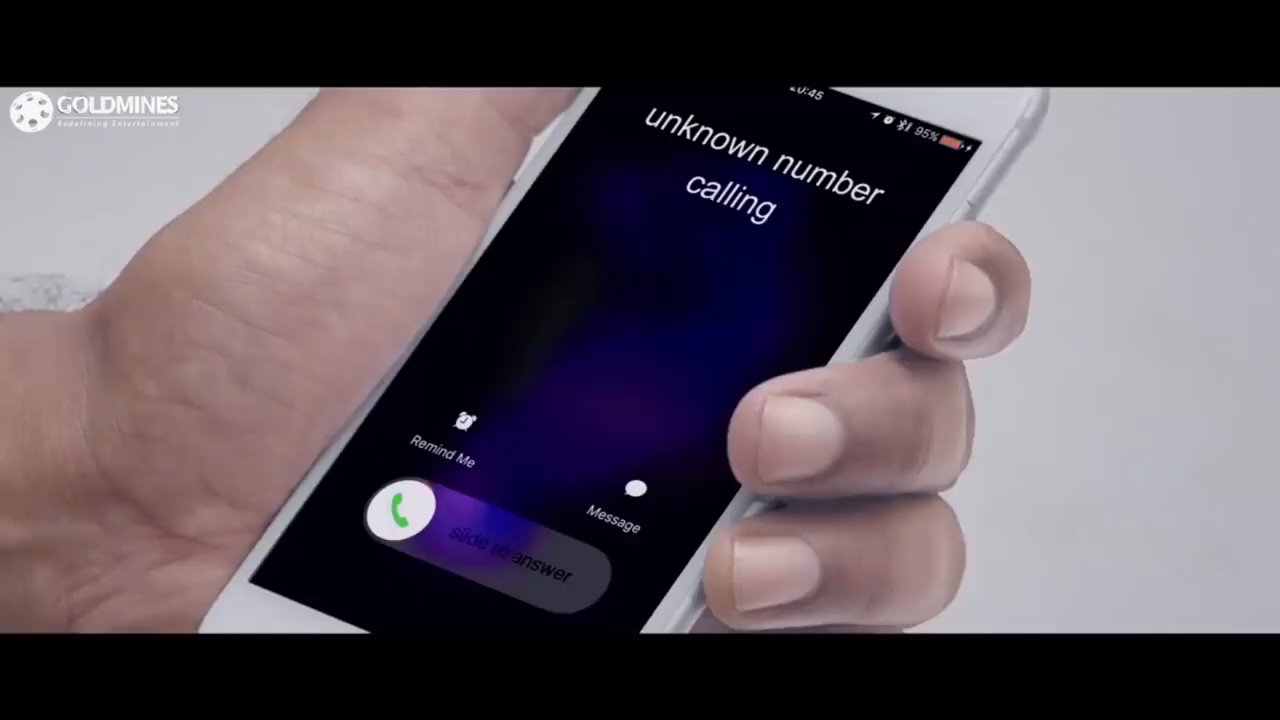 GOLDMINES
Redefining Entertainment
20:45
95%
unknown number
calling
Remind Me
Message
slide to answer